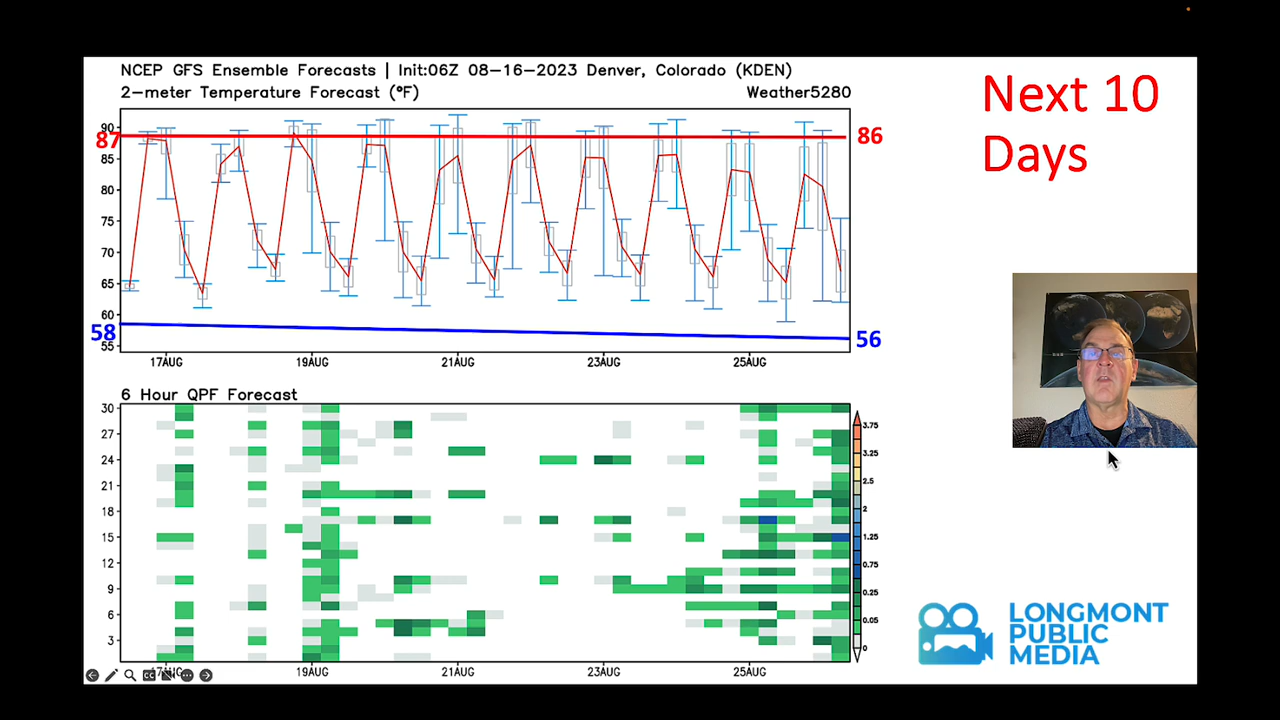 NCEP GFS Ensemble Forecasts | Init:06Z 08-16-2023 Denver, Colorado (KDEN)
2-meter Temperature Forecast (°F)
Weather5280
Next 10
Days
90
87
86
85
80
75
70
65
60
58
56
55
17AUG
19AUG
21AUG
23AUG
25AUG
6 Hour QPF Forecast
30
27
24
21
18
15
12
9
6
3
3.75
3.25
2.5
2
1.25
0.75
0.25
0.05
0
17AUG
19AUG
21AUG
23AUG
25AUG
LONGMONT
PUBLIC
MEDIA